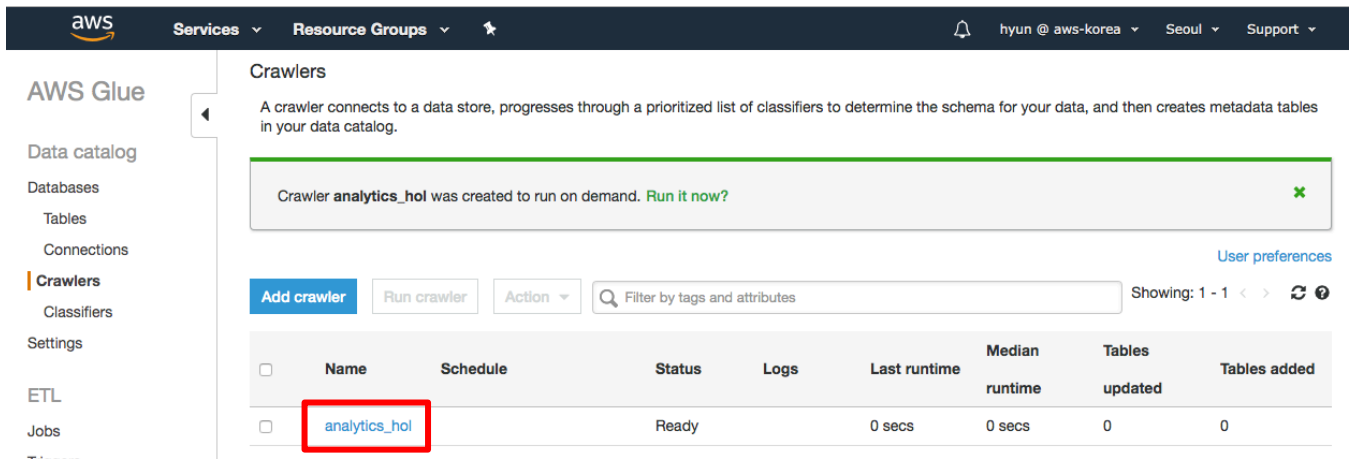 aws Services Resource Groups hyun @ aws-korea Seoul Support
AWS Glue
Data catalog
Databases
Tables
Connections
Crawlers
Classifiers
Settings
ETL
Jobs
Crawlers
A crawler connects to a data store, progresses through a prioritized list of classifiers to determine the schema for your data, and then creates metadata tables
in your data catalog.
Crawler analytics_hol was created to run on demand. Run it now?
User preferences
Add crawler Run crawler Action Filter by tags and attributes Showing: 1 - 1
Name Schedule Status Logs Last runtime Median runtime Tables updated Tables added
analytics_hol Ready 0 secs 0 secs 0 0